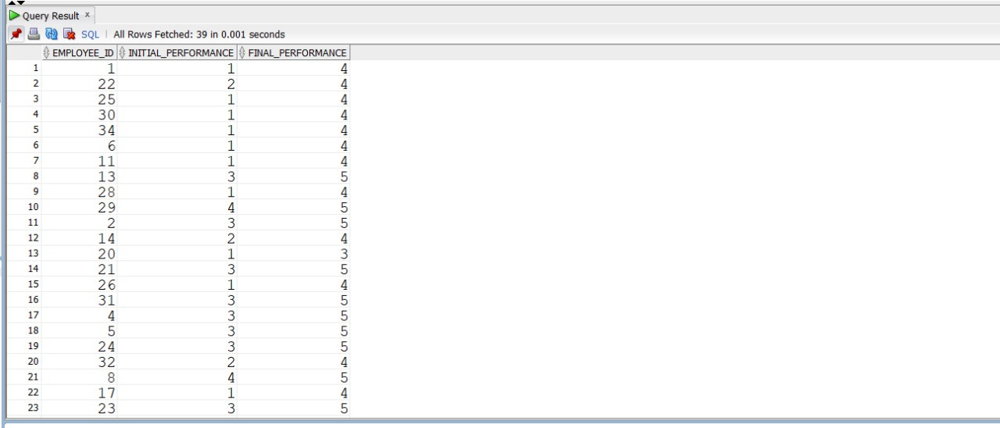 Query Result x
SQL | All Rows Fetched: 39 in 0.001 seconds
EMPLOYEE_ID INITIAL_PERFORMANCE FINAL_PERFORMANCE
1 1 1 4
2 22 2 4
3 25 1 4
4 30 1 4
5 34 1 4
6 6 1 4
7 11 1 4
8 13 3 5
9 28 1 4
10 29 4 5
11 2 3 5
12 14 2 4
13 20 1 3
14 21 3 5
15 26 1 4
16 31 3 5
17 4 3 5
18 5 3 5
19 24 3 5
20 32 2 4
21 8 4 5
22 17 1 4
23 23 3 5